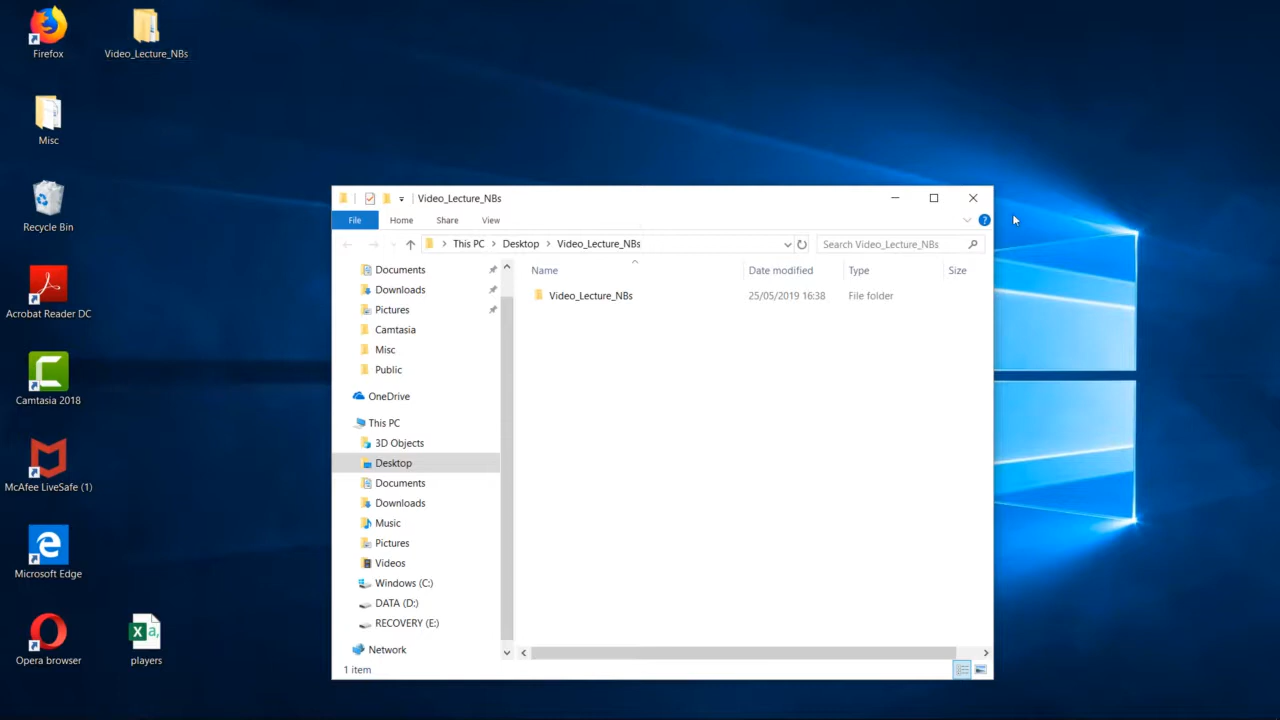 Firefox
Video_Lecture_NBs
Misc
Recycle Bin
Acrobat Reader DC
Camtasia 2018
McAfee LiveSafe (1)
Microsoft Edge
Opera browser
players
Video_Lecture_NBs
File Home Share View
This PC Desktop Video_Lecture_NBs
Search Video_Lecture_NBs
Name Date modified Type Size
Video_Lecture_NBs 25/05/2019 16:38 File folder
Documents
Downloads
Pictures
Camtasia
Misc
Public
OneDrive
This PC
3D Objects
Desktop
Documents
Downloads
Music
Pictures
Videos
Windows (C:)
DATA (D:)
RECOVERY (E:)
Network
1 item